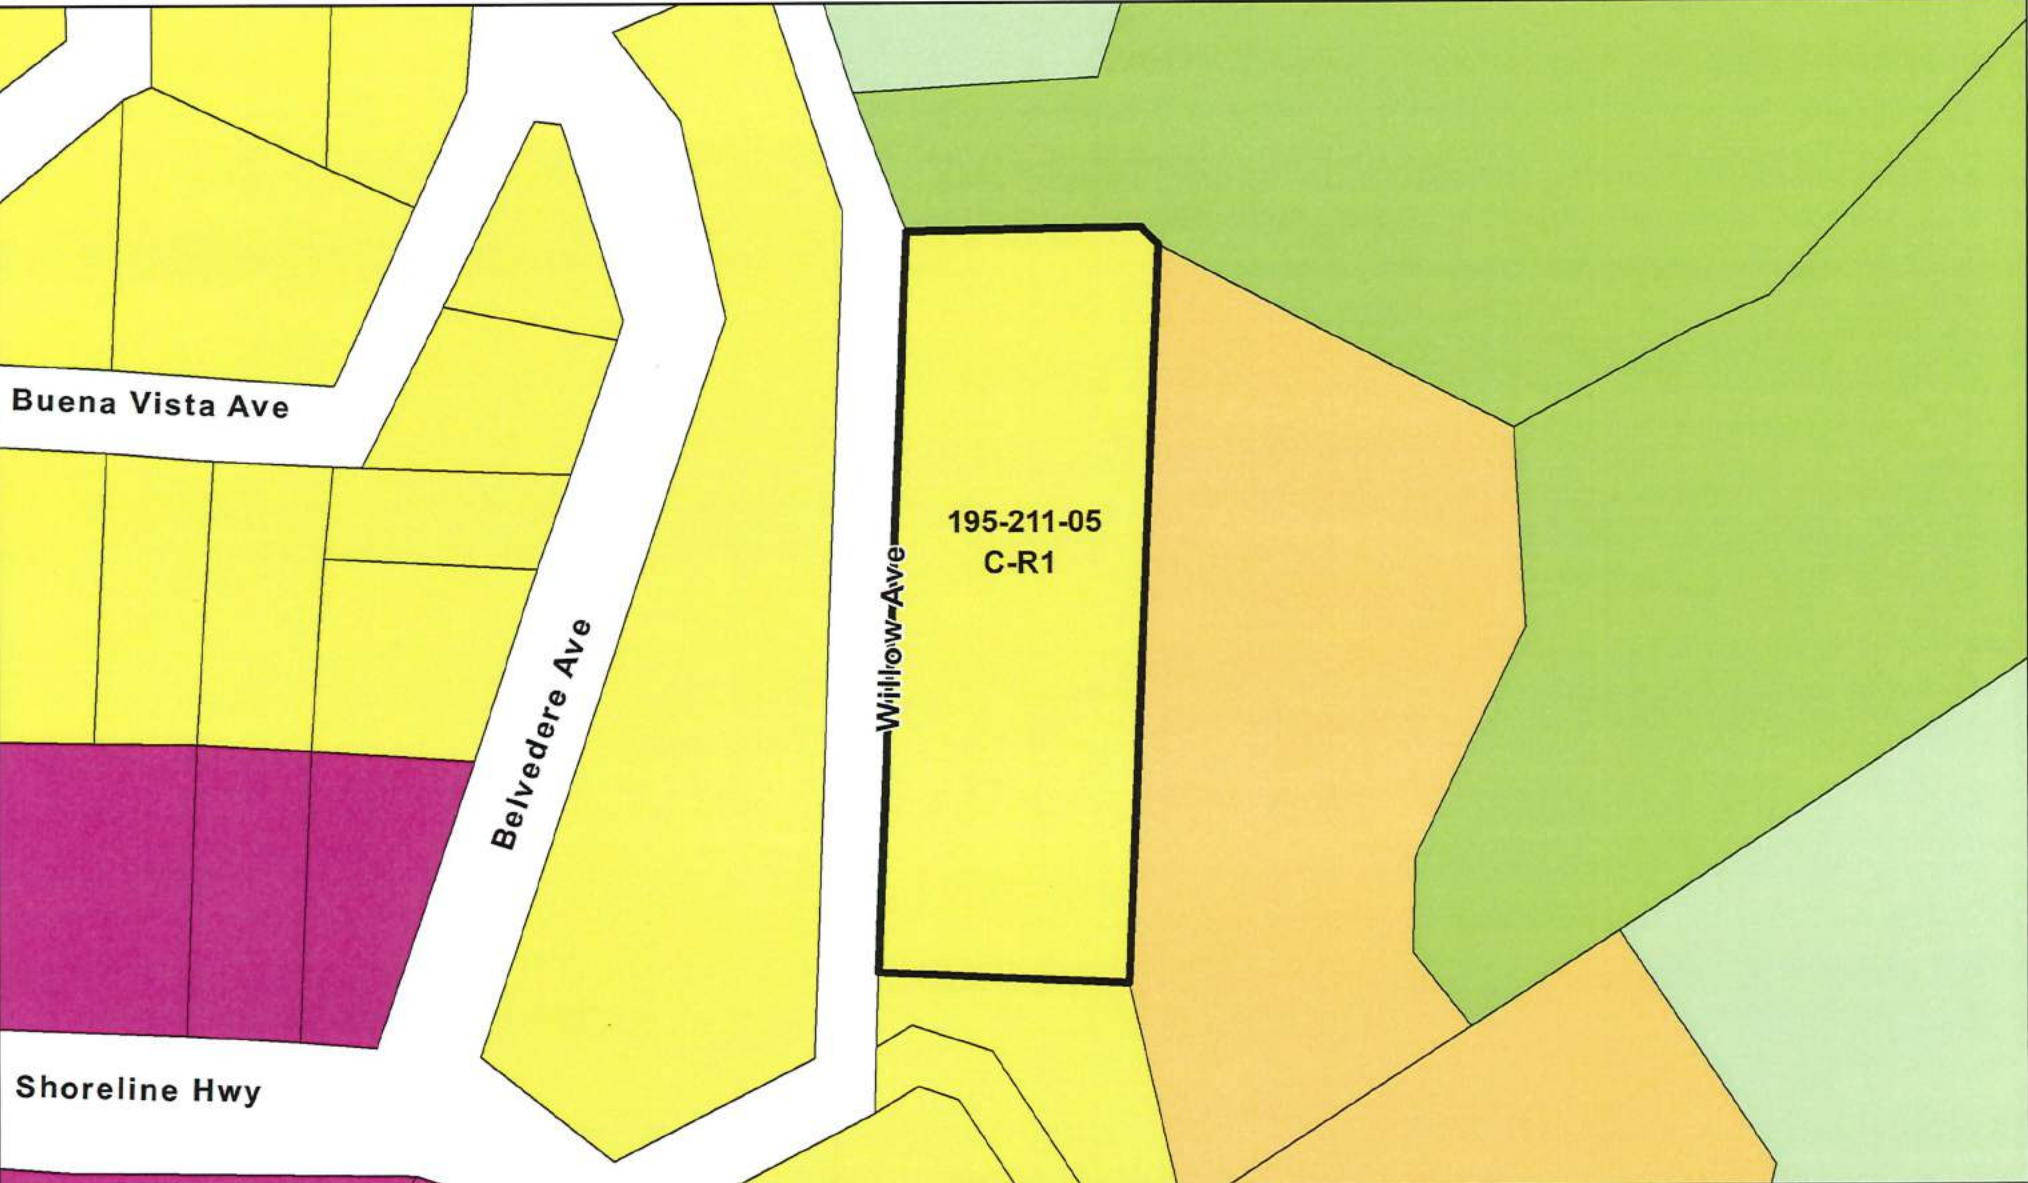 Buena Vista Ave
195-211-05
C-R1
Willow Ave
Belvedere Ave
Shoreline Hwy